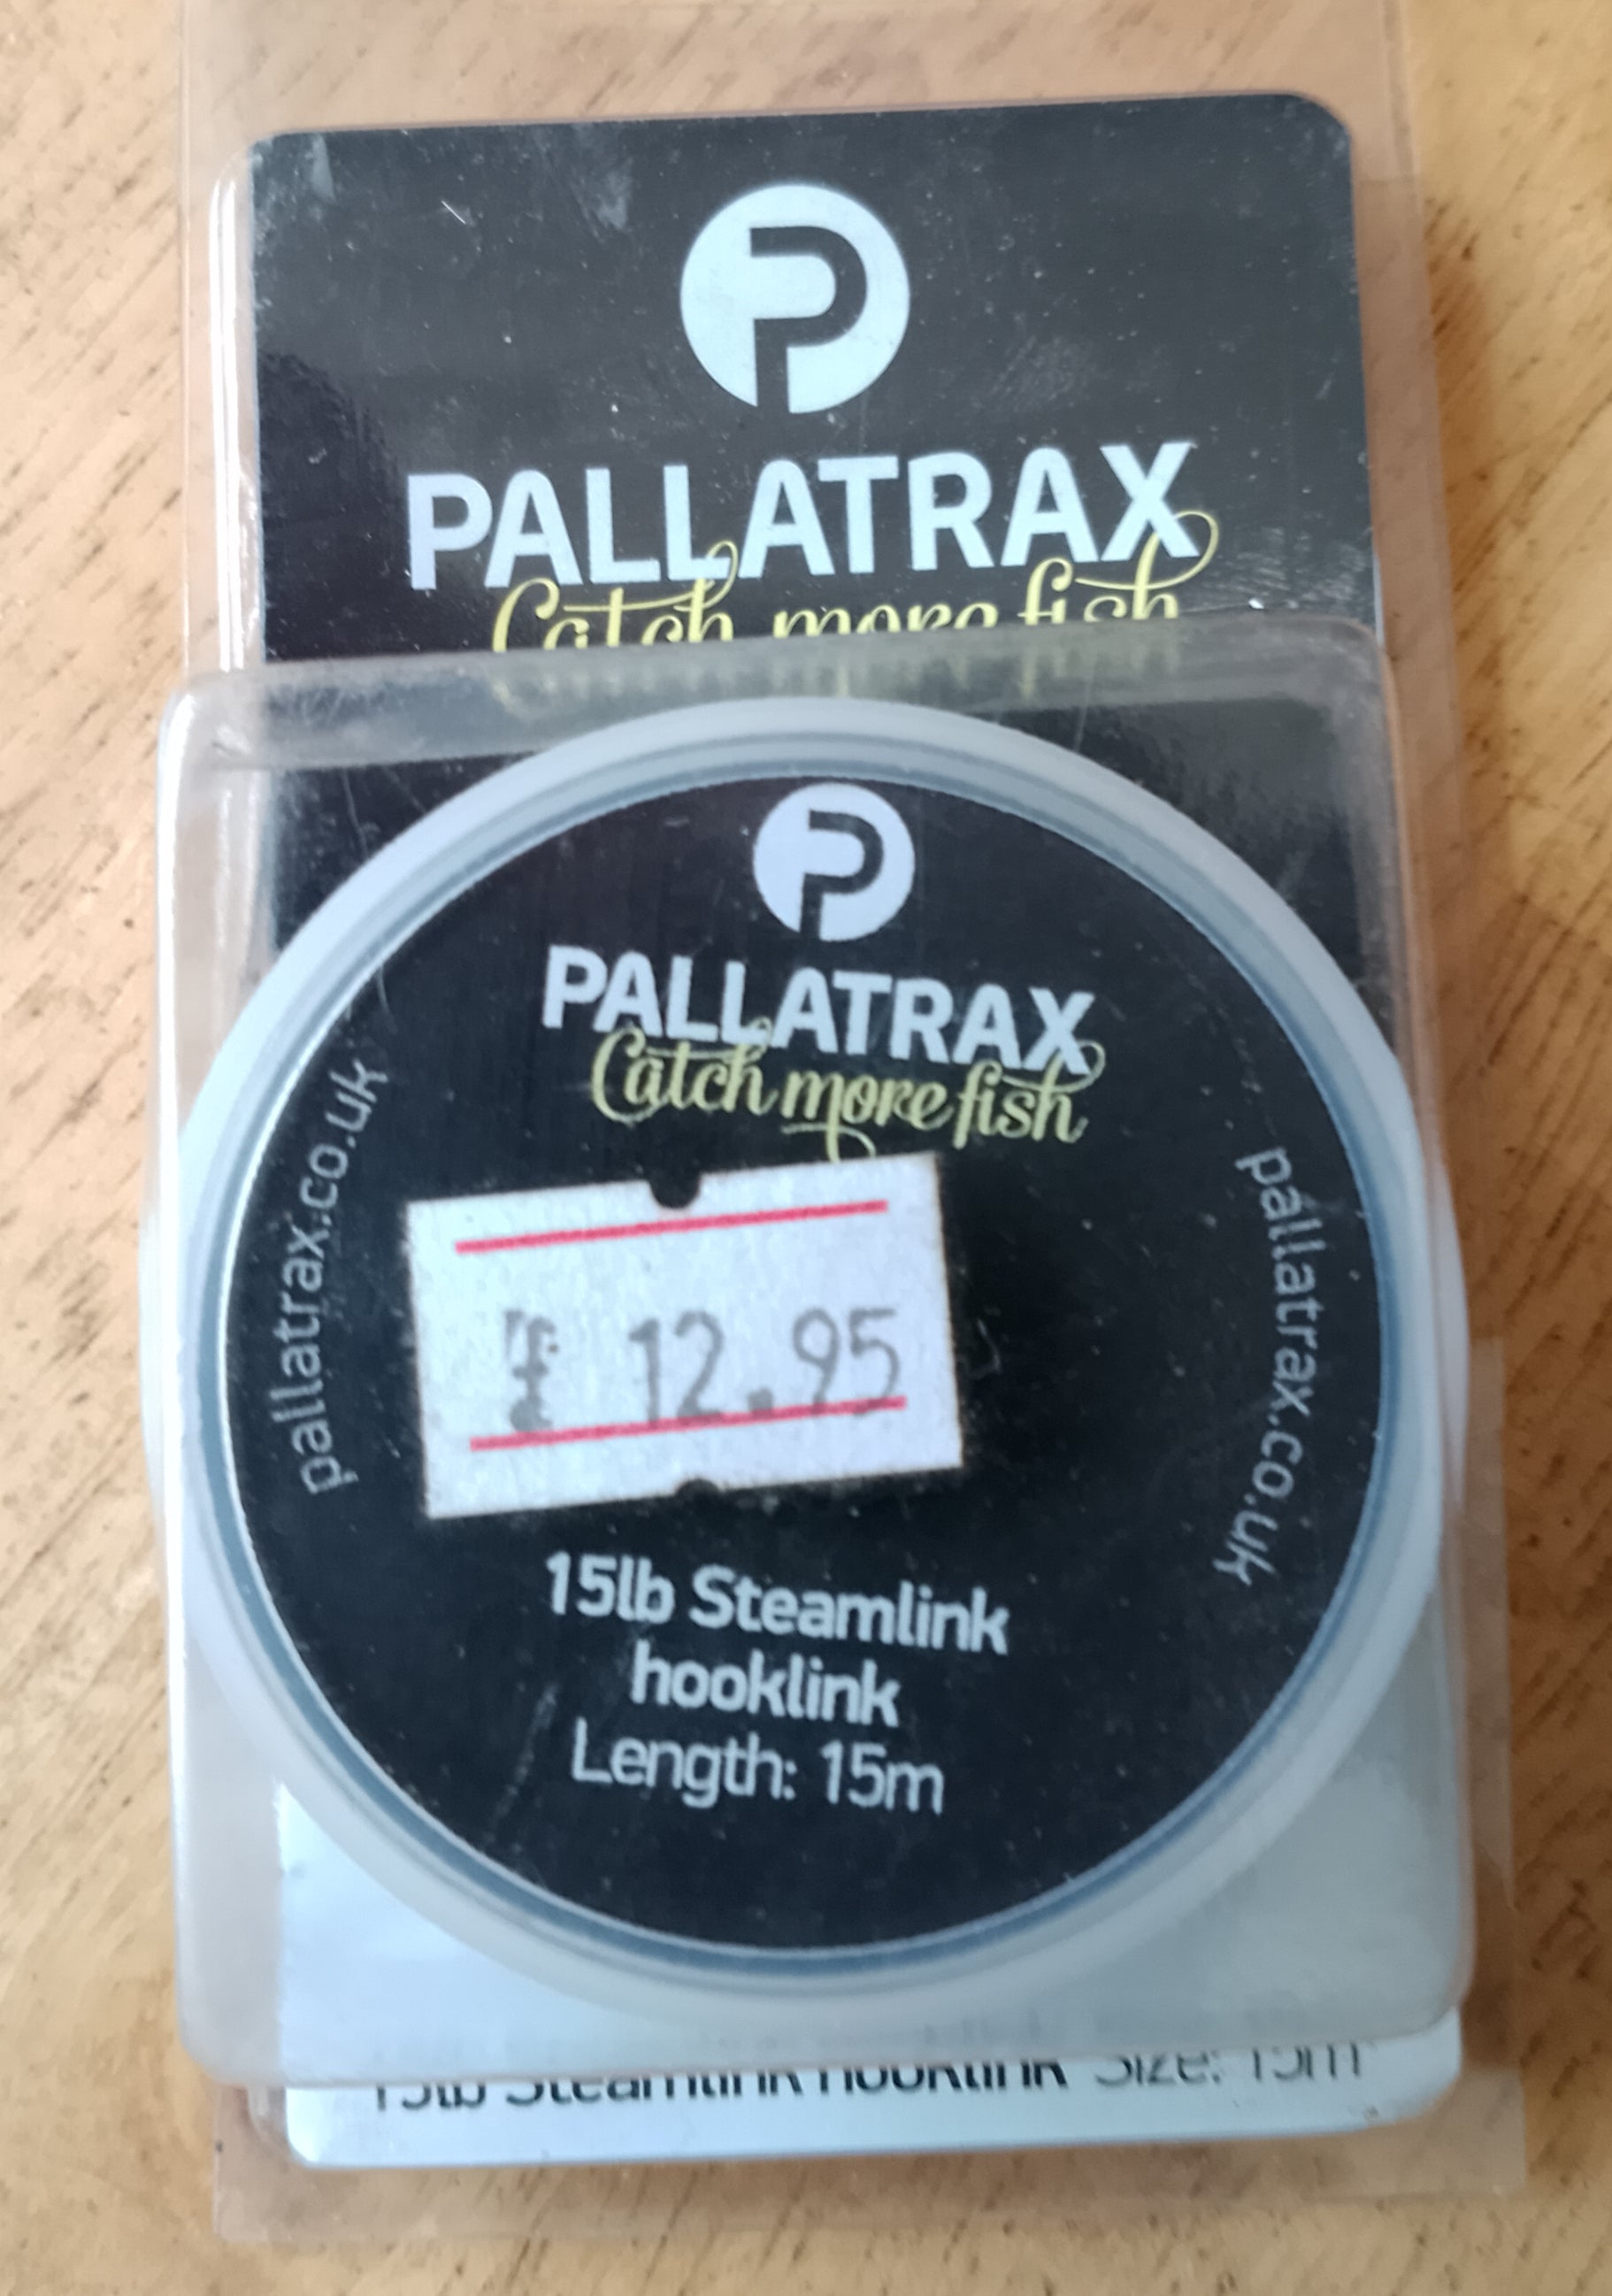 PALLATRAX
Catch more fish
PALLATRAX
Catch more fish
pallatrax.co.uk
pallatrax.co.uk
£ 12.95
15lb Steamlink
hooklink
Length: 15m
15lb Steamlink hooklink Size: 15m